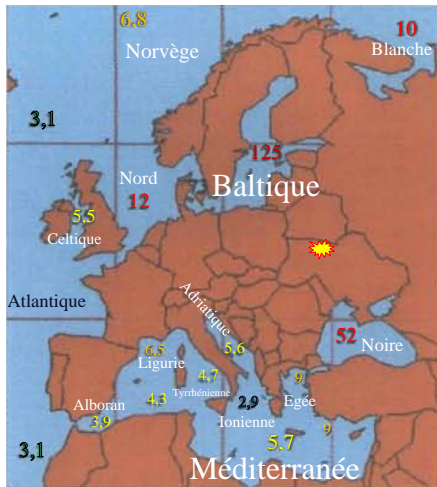 6,8
10
Norvège
Blanche
3,1
125
Nord
Baltique
12
5,5
Celtique
Adriatique
Atlantique
52
Noire
6,5
5,6
Ligurie
4,7
9
Tyrrhénienne
Alboran
4,3
2,9
Egée
3,9
Ionienne
9
5,7
3,1
Méditerranée